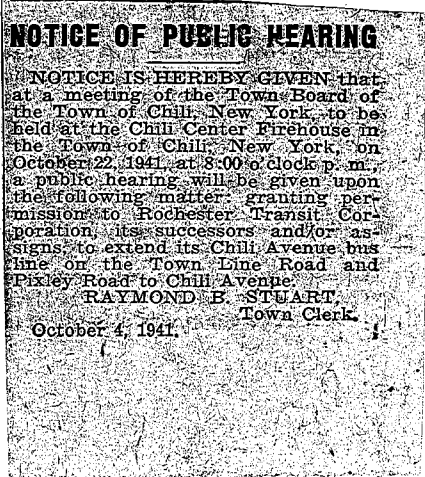 NOTICE OF PUBLIC HEARING
NOTICE IS HEREBY GIVEN that
at a meeting of the Town Board of
the Town of Chili, New York, to be
held at the Chili Center Firehouse in
the Town of Chili, New York, on
October 22, 1941, at 8:00 o'clock p. m.,
a public hearing will be given upon
the following matter: granting per-
mission to Rochester Transit Cor-
poration, its successors and/or as-
signs, to extend its Chili Avenue bus
line on the Town Line Road and
Pixley Road to Chili Avenue.
RAYMOND B. STUART,
Town Clerk.
October 4, 1941.